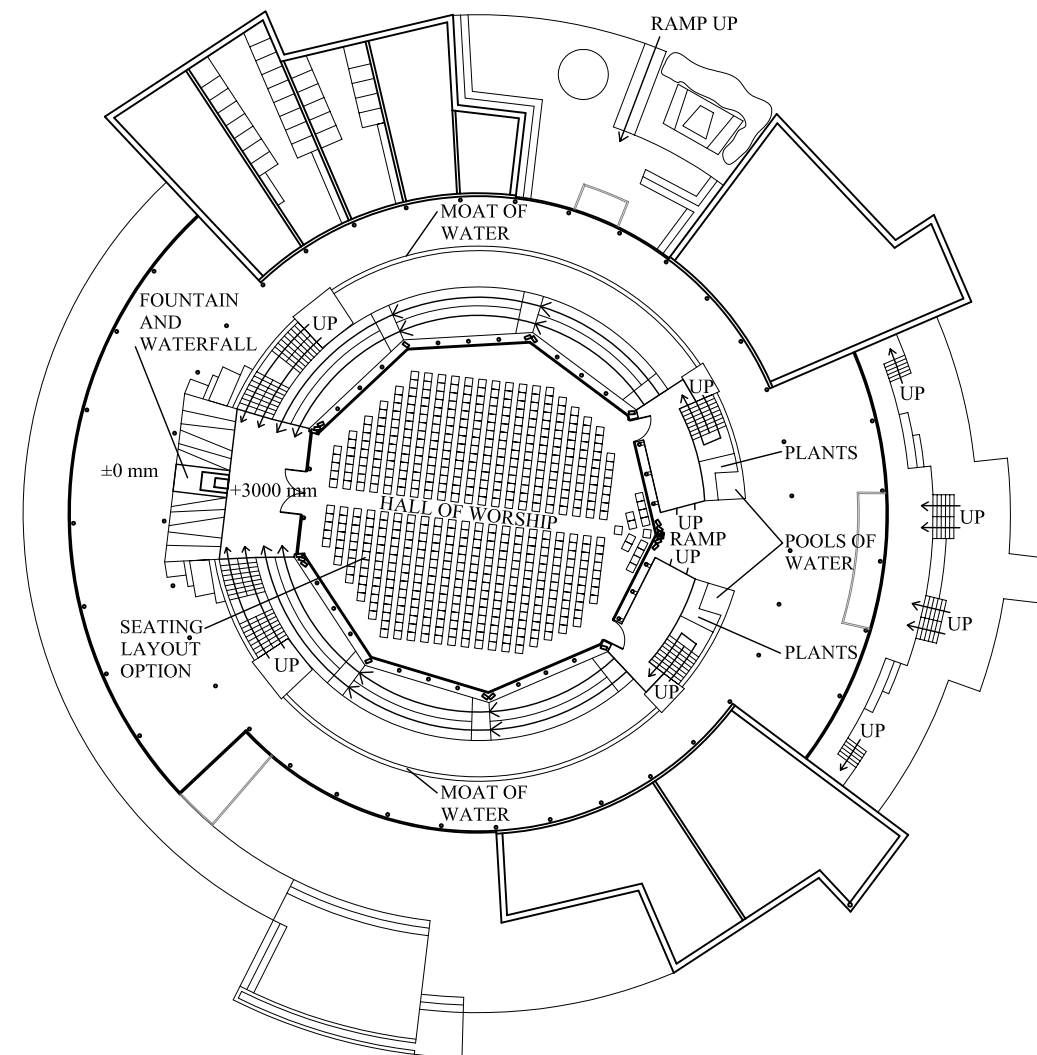 RAMP UP
MOAT OF
WATER
FOUNTAIN
AND
WATERFALL
UP
UP
UP
PLANTS
±0 mm
+3000 mm
HALL OF WORSHIP
UP
RAMP
UP
UP
POOLS OF
WATER
SEATING
LAYOUT
OPTION
UP
UP
PLANTS
UP
UP
MOAT OF
WATER